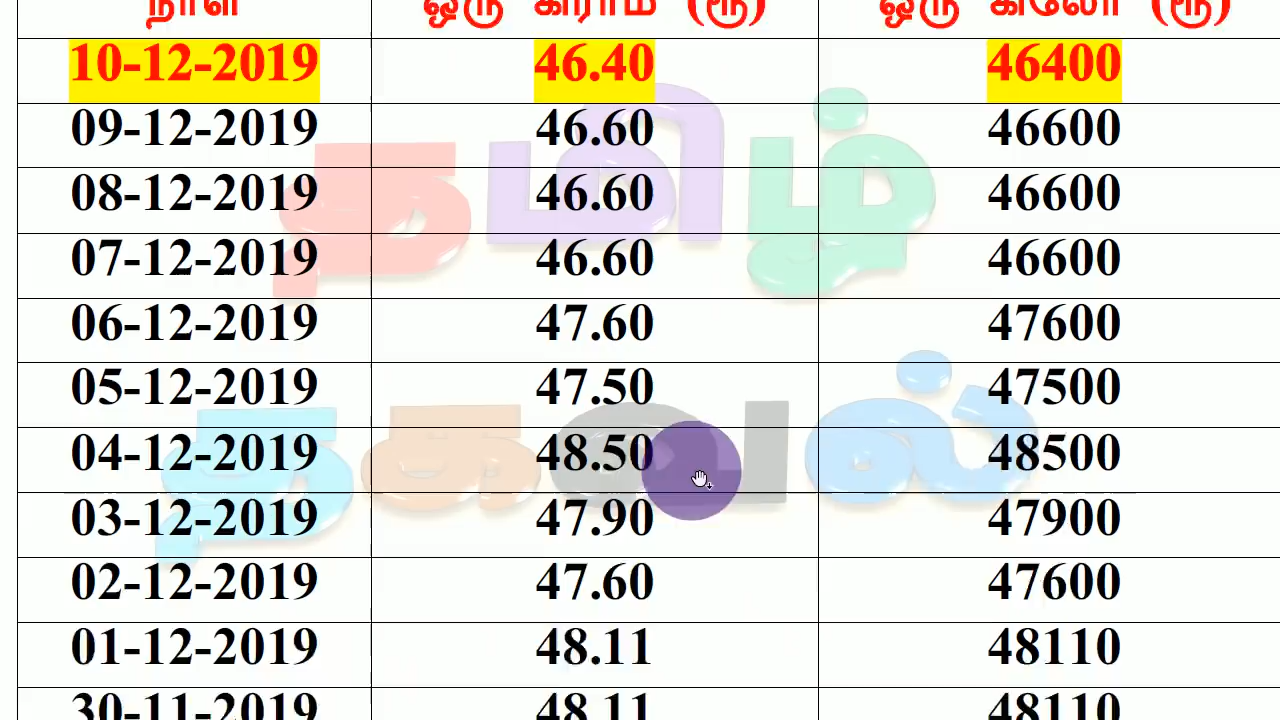 நாள் ஒரு கிராம் (ரூ) ஒரு கிலோ (ரூ)
10-12-2019 46.40 46400
09-12-2019 46.60 46600
08-12-2019 46.60 46600
07-12-2019 46.60 46600
06-12-2019 47.60 47600
05-12-2019 47.50 47500
04-12-2019 48.50 48500
03-12-2019 47.90 47900
02-12-2019 47.60 47600
01-12-2019 48.11 48110
30-11-2019 48.11 48110
தமிழ்
தகவல்